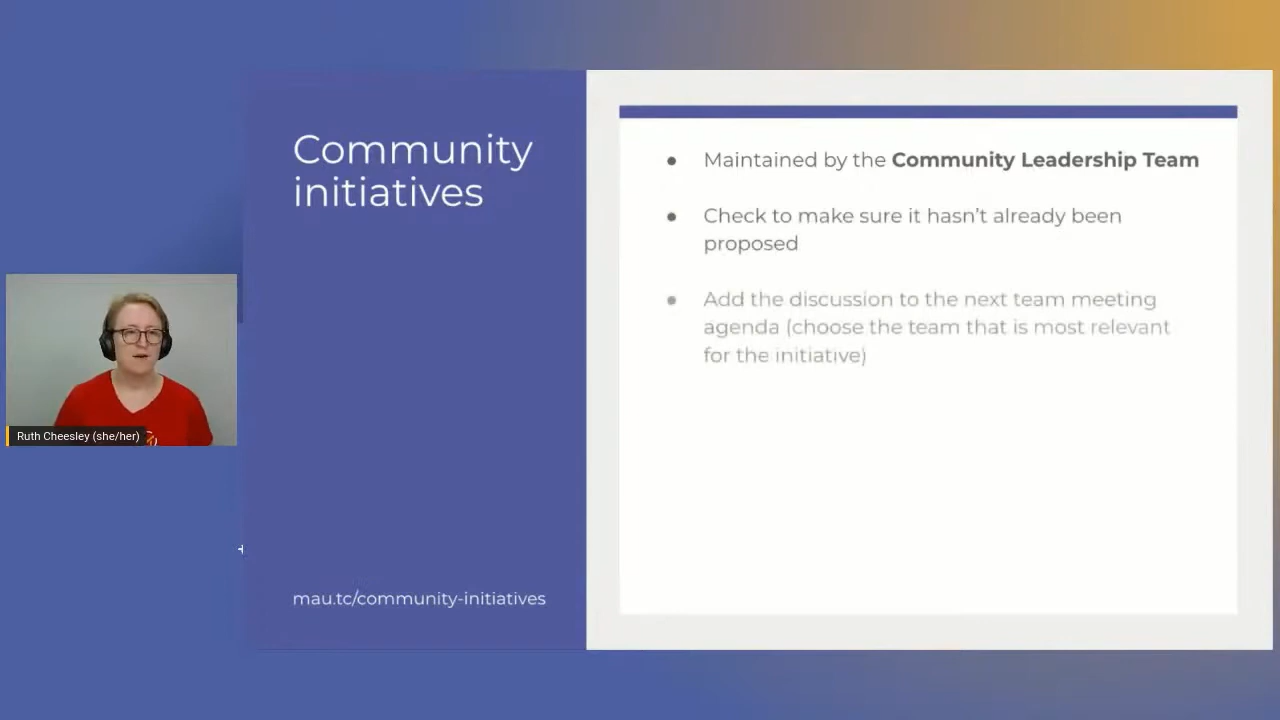 Community
initiatives
Maintained by the Community Leadership Team
Check to make sure it hasn't already been
proposed
Add the discussion to the next team meeting
agenda (choose the team that is most relevant
for the initiative)
Ruth Cheesley (she/her)
mau.tc/community-initiatives